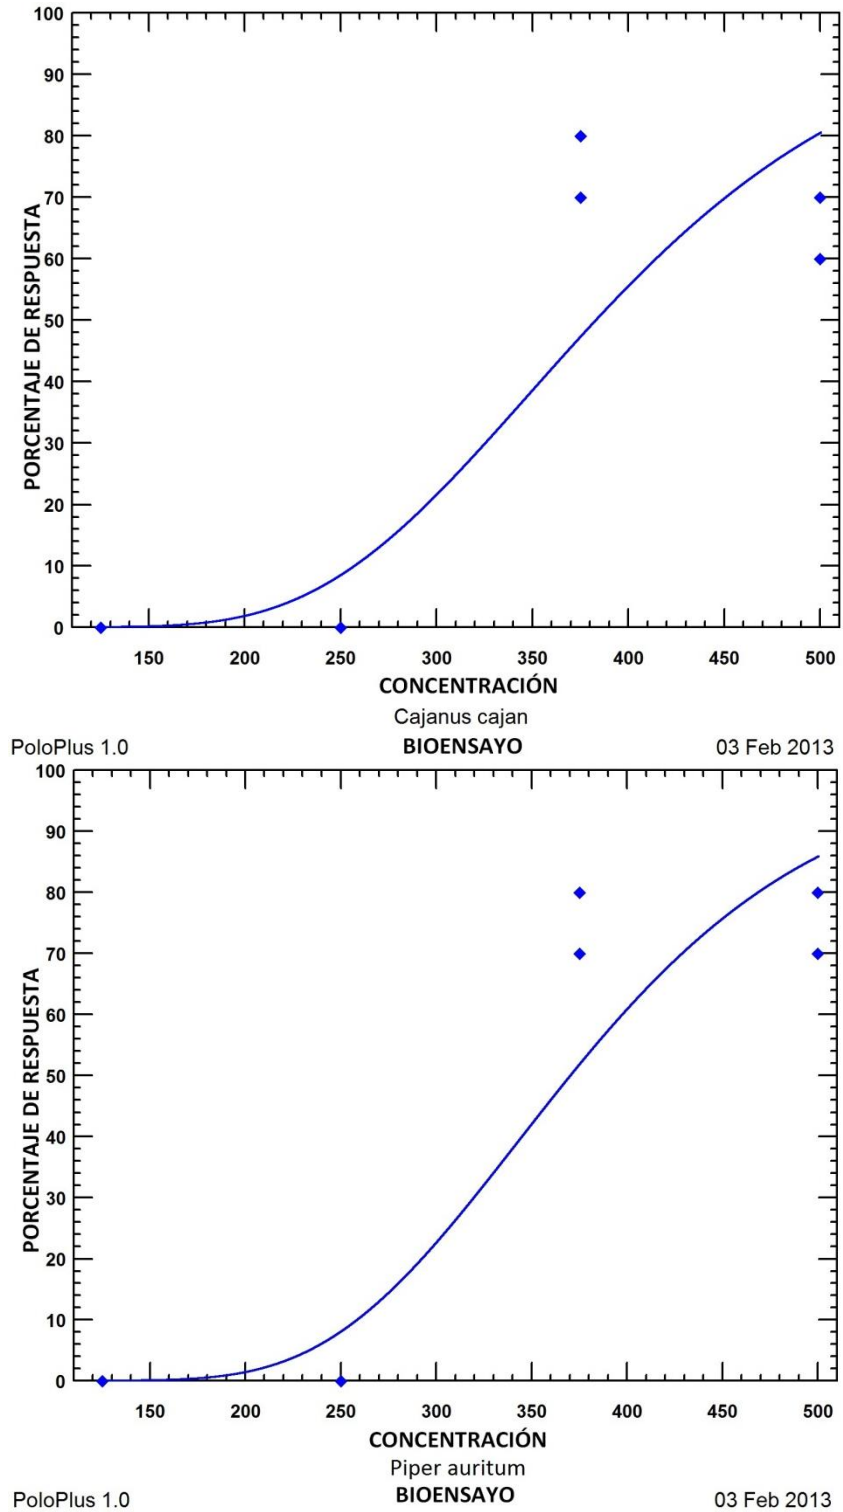 100
90
80
70
60
50
40
30
20
10
0
PORCENTAJE DE RESPUESTA
150 200 250 300 350 400 450 500
CONCENTRACIÓN
Cajanus cajan
PoloPlus 1.0 BIOENSAYO 03 Feb 2013
100
90
80
70
60
50
40
30
20
10
0
PORCENTAJE DE RESPUESTA
150 200 250 300 350 400 450 500
CONCENTRACIÓN
Piper auritum
PoloPlus 1.0 BIOENSAYO 03 Feb 2013